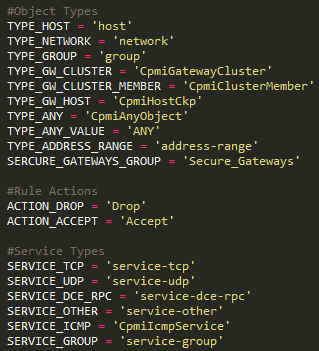 #Object Types
TYPE_HOST = 'host'
TYPE_NETWORK = 'network'
TYPE_GROUP = 'group'
TYPE_GW_CLUSTER = 'CpmiGatewayCluster'
TYPE_GW_CLUSTER_MEMBER = 'CpmiClusterMember'
TYPE_GW_HOST = 'CpmiHostCkp'
TYPE_ANY = 'CpmiAnyObject'
TYPE_ANY_VALUE = 'ANY'
TYPE_ADDRESS_RANGE = 'address-range'
SERCURE_GATEWAYS_GROUP = 'Secure_Gateways'
#Rule Actions
ACTION_DROP = 'Drop'
ACTION_ACCEPT = 'Accept'
#Service Types
SERVICE_TCP = 'service-tcp'
SERVICE_UDP = 'service-udp'
SERVICE_DCE_RPC = 'service-dce-rpc'
SERVICE_OTHER = 'service-other'
SERVICE_ICMP = 'CpmiIcmpService'
SERVICE_GROUP = 'service-group'